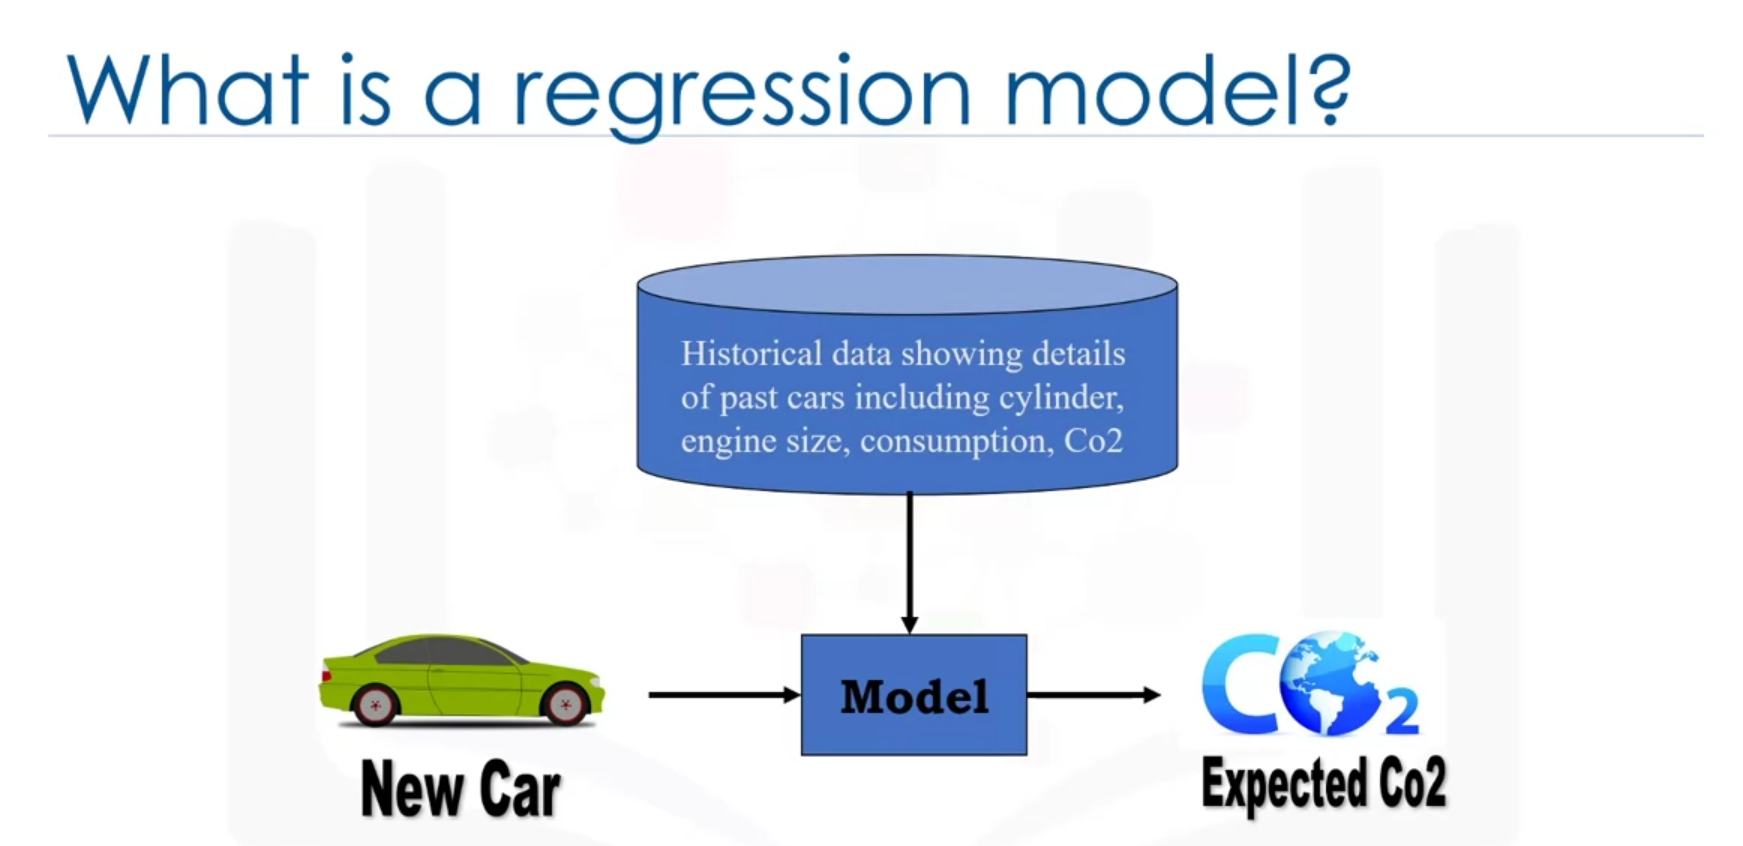 What is a regression model?
Historical data showing details
of past cars including cylinder,
engine size, consumption, Co2
Model
CO2
New Car
Expected Co2